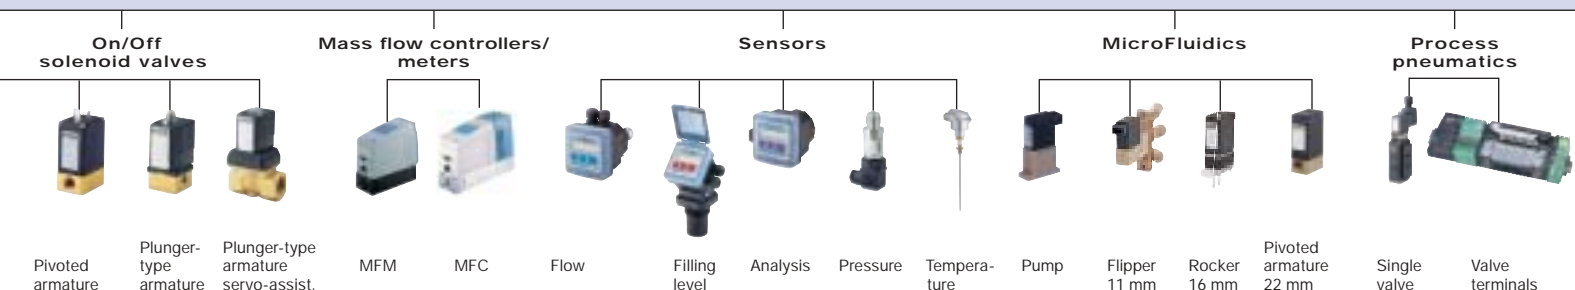 On/Off
solenoid valves
Mass flow controllers/
meters
Sensors
MicroFluidics
Process
pneumatics
Pivoted
armature
Plunger-
type
armature
Plunger-type
armature
servo-assist.
MFM
MFC
Flow
Filling
level
Analysis
Pressure
Tempera-
ture
Pump
Flipper
11 mm
Rocker
16 mm
Pivoted
armature
22 mm
Single
valve
Valve
terminals